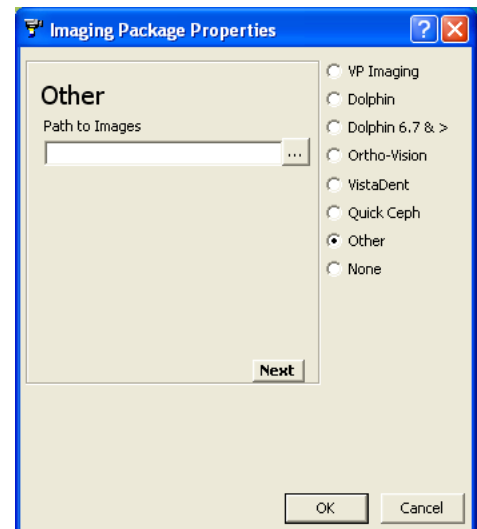 Imaging Package Properties
Other
Path to Images
...
Next
VP Imaging
Dolphin
Dolphin 6.7 & >
Ortho-Vision
VistaDent
Quick Ceph
Other
None
OK
Cancel